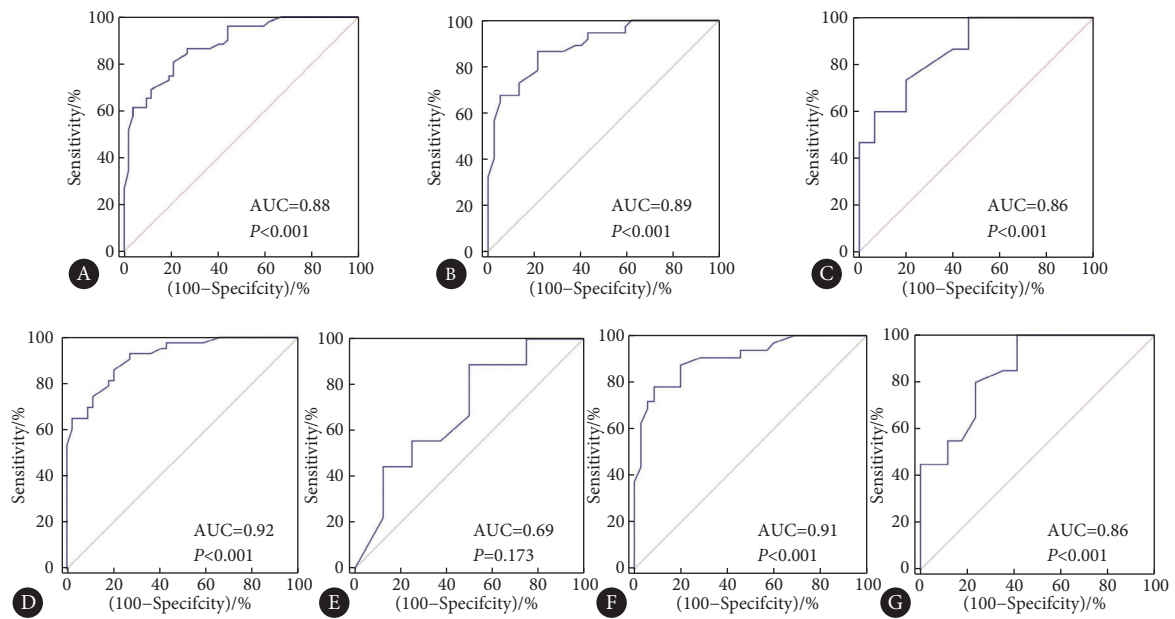 100
80
60
40
20
0
Sensitivity/%
AUC=0.88
P<0.001
0 20 40 60 80 100
(100−Specifcity)/%
A
100
80
60
40
20
0
Sensitivity/%
AUC=0.89
P<0.001
0 20 40 60 80 100
(100−Specifcity)/%
B
100
80
60
40
20
0
Sensitivity/%
AUC=0.86
P<0.001
0 20 40 60 80 100
(100−Specifcity)/%
C
100
80
60
40
20
0
Sensitivity/%
AUC=0.92
P<0.001
0 20 40 60 80 100
(100−Specifcity)/%
D
100
80
60
40
20
0
Sensitivity/%
AUC=0.69
P=0.173
0 20 40 60 80 100
(100−Specifcity)/%
E
100
80
60
40
20
0
Sensitivity/%
AUC=0.91
P<0.001
0 20 40 60 80 100
(100−Specifcity)/%
F
100
80
60
40
20
0
Sensitivity/%
AUC=0.86
P<0.001
0 20 40 60 80 100
(100−Specifcity)/%
G